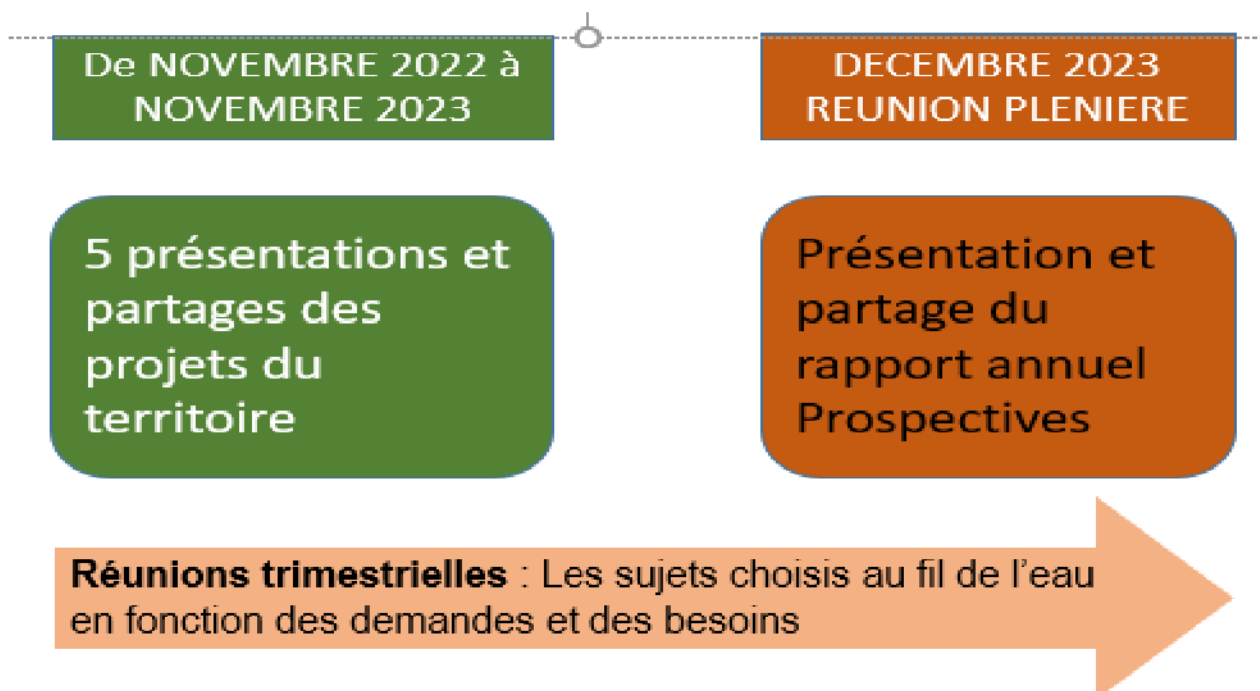 De NOVEMBRE 2022 à
NOVEMBRE 2023
DECEMBRE 2023
REUNION PLENIERE
5 présentations et
partages des
projets du
territoire
Présentation et
partage du
rapport annuel
Prospectives
Réunions trimestrielles : Les sujets choisis au fil de l’eau
en fonction des demandes et des besoins